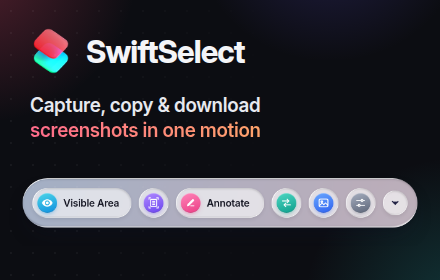 SwiftSelect
Capture, copy & download
screenshots in one motion
Visible Area
Annotate